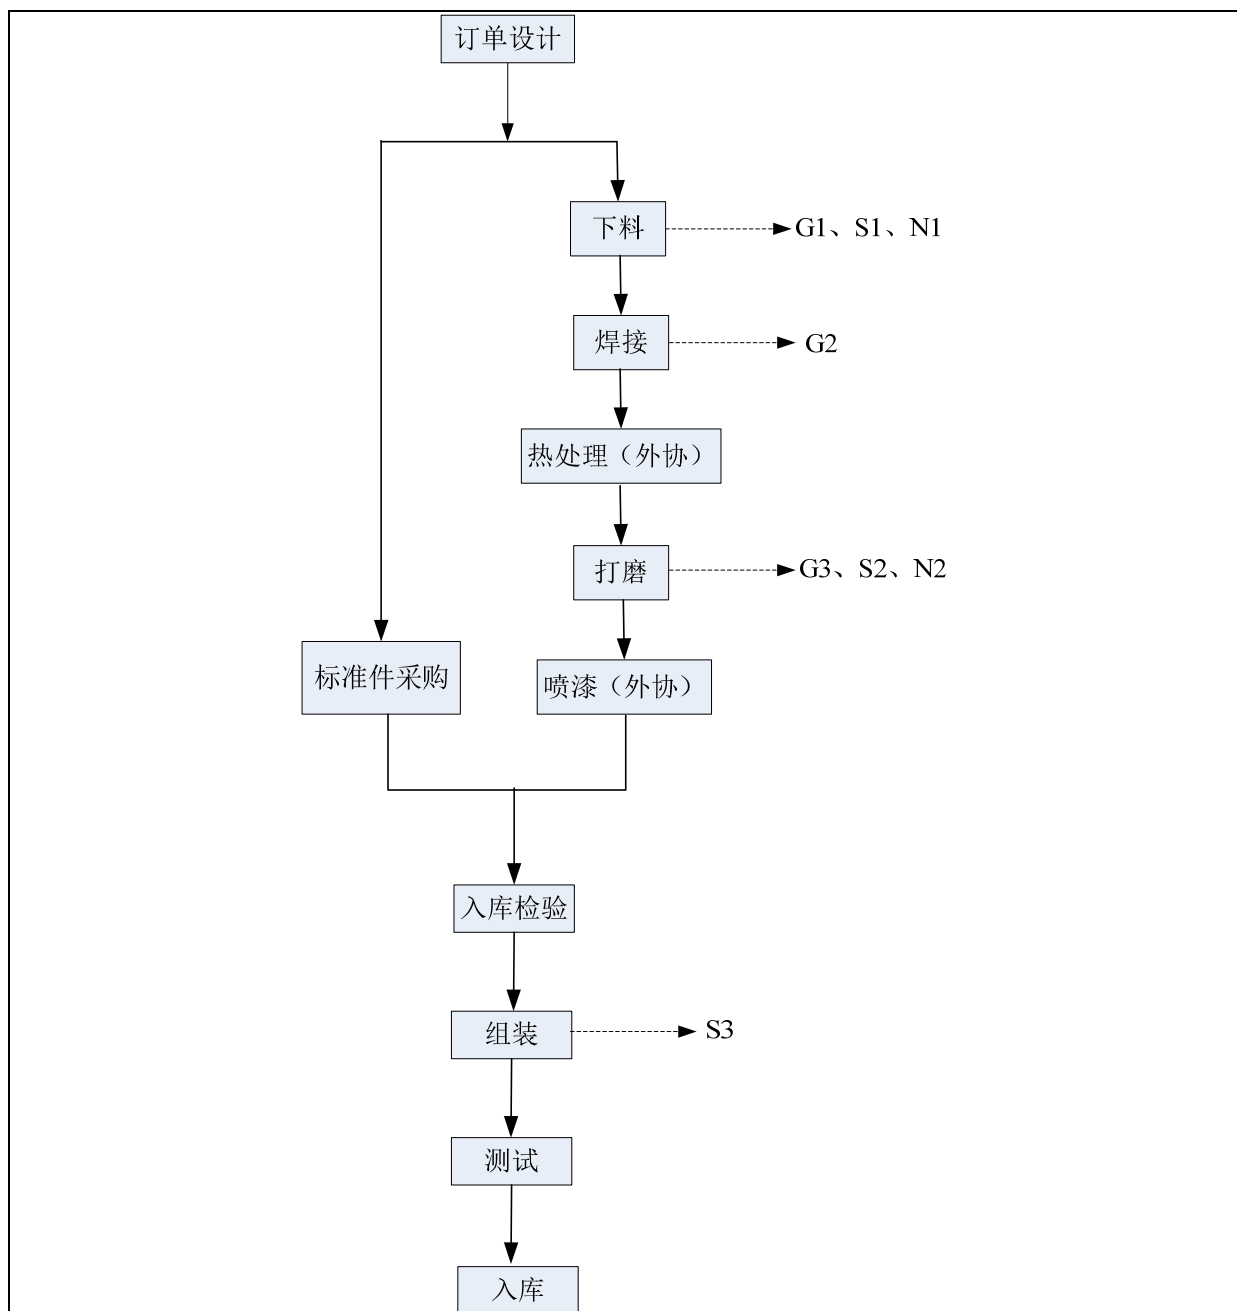 订单设计
下料
G1、S1、N1
焊接
G2
热处理（外协）
打磨
G3、S2、N2
标准件采购
喷漆（外协）
入库检验
组装
S3
测试
入库